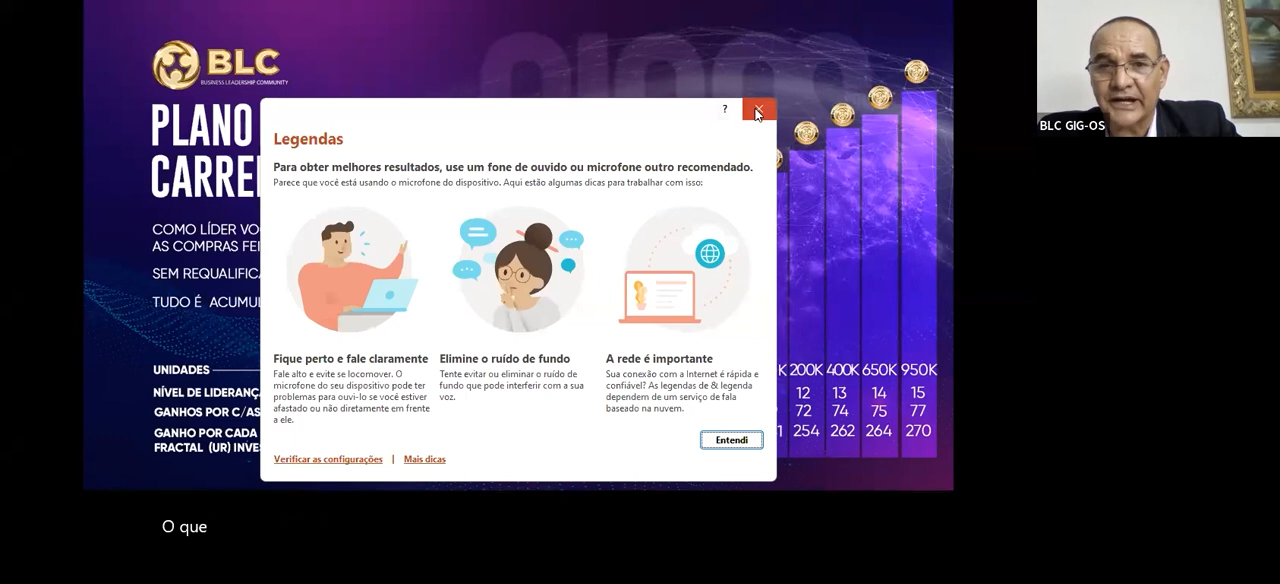 BLC
BUSINESS LEADERSHIP COMMUNITY
PLANO
CARREI
COMO LÍDER VO
AS COMPRAS FEI
SEM REQUALIFICA
TUDO É ACUMUL
UNIDADES
NÍVEL DE LIDERANÇ
GANHOS POR C/AS
GANHO POR CADA
FRACTAL (UR) INVE
?
Legendas
Para obter melhores resultados, use um fone de ouvido ou microfone outro recomendado.
Parece que você está usando o microfone do dispositivo. Aqui estão algumas dicas para trabalhar com isso:
Fique perto e fale claramente
Fale alto e evite se locomover. O
microfone do seu dispositivo pode ter
problemas para ouvi-lo se você estiver
afastado ou não diretamente em frente
a ele.
Elimine o ruído de fundo
Tente evitar ou eliminar o ruído de
fundo que pode interferir com a sua
voz.
A rede é importante
Sua conexão com a Internet é rápida e
confiável? As legendas de & legenda
dependem de um serviço de fala
baseado na nuvem.
Entendi
Verificar as configurações | Mais dicas
K 200K 400K 650K 950K
12 13 14 15
72 74 75 77
1 254 262 264 270
BLC GIG-OS
O que